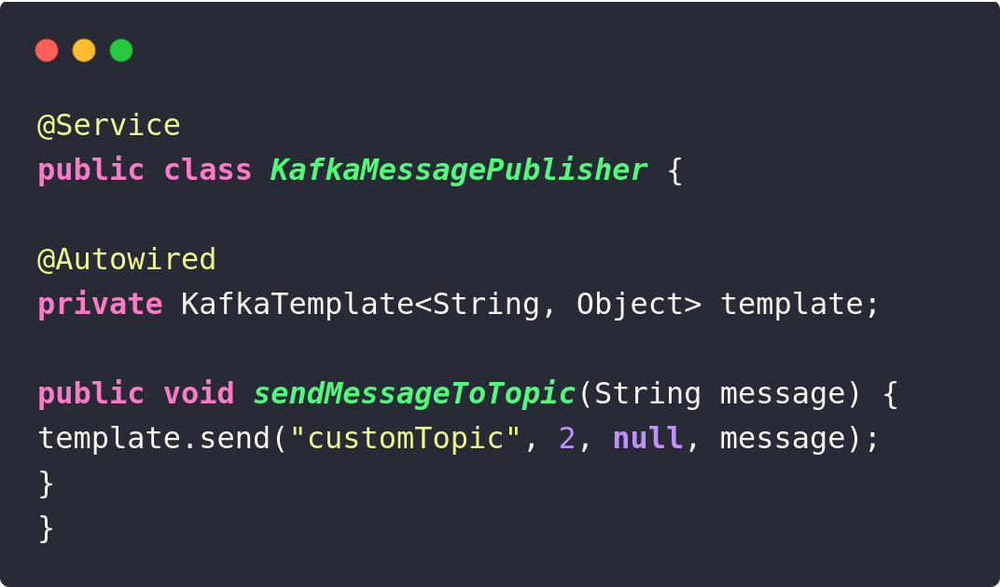 @Service
public class KafkaMessagePublisher {
@Autowired
private KafkaTemplate<String, Object> template;
public void sendMessageToTopic(String message) {
template.send("customTopic", 2, null, message);
}
}